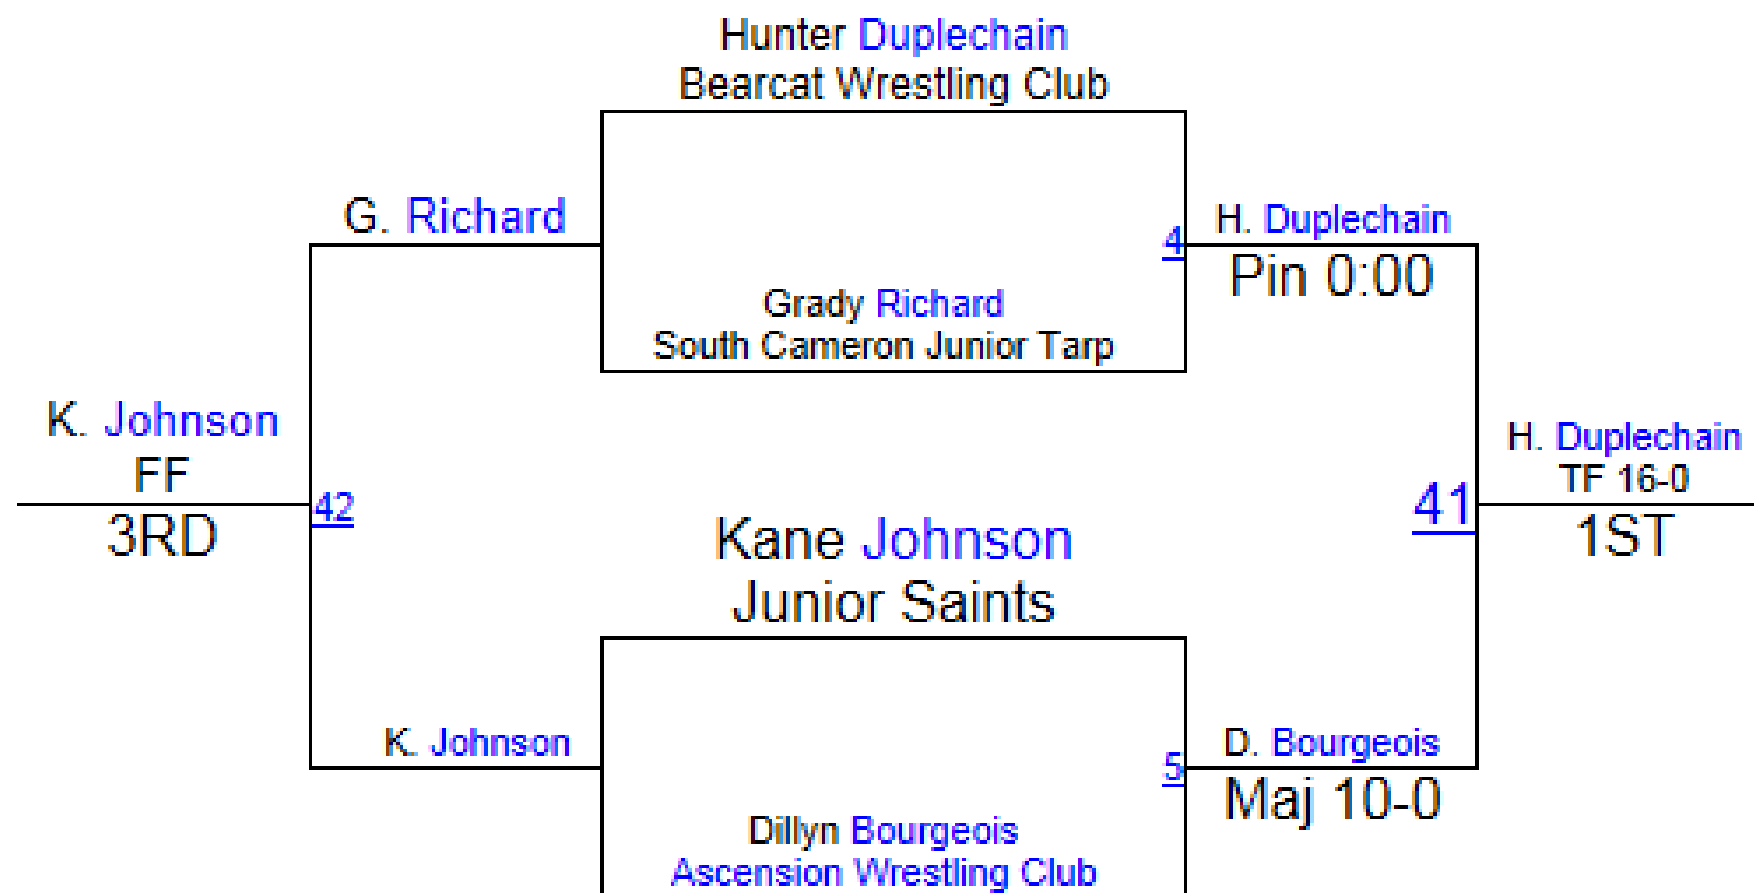 Hunter Duplechain
Bearcat Wrestling Club
G. Richard
4
H. Duplechain
Pin 0:00
Grady Richard
South Cameron Junior Tarp
K. Johnson
FF
3RD
42
H. Duplechain
TF 16-0
1ST
41
Kane Johnson
Junior Saints
K. Johnson
5
D. Bourgeois
Maj 10-0
Dillyn Bourgeois
Ascension Wrestling Club